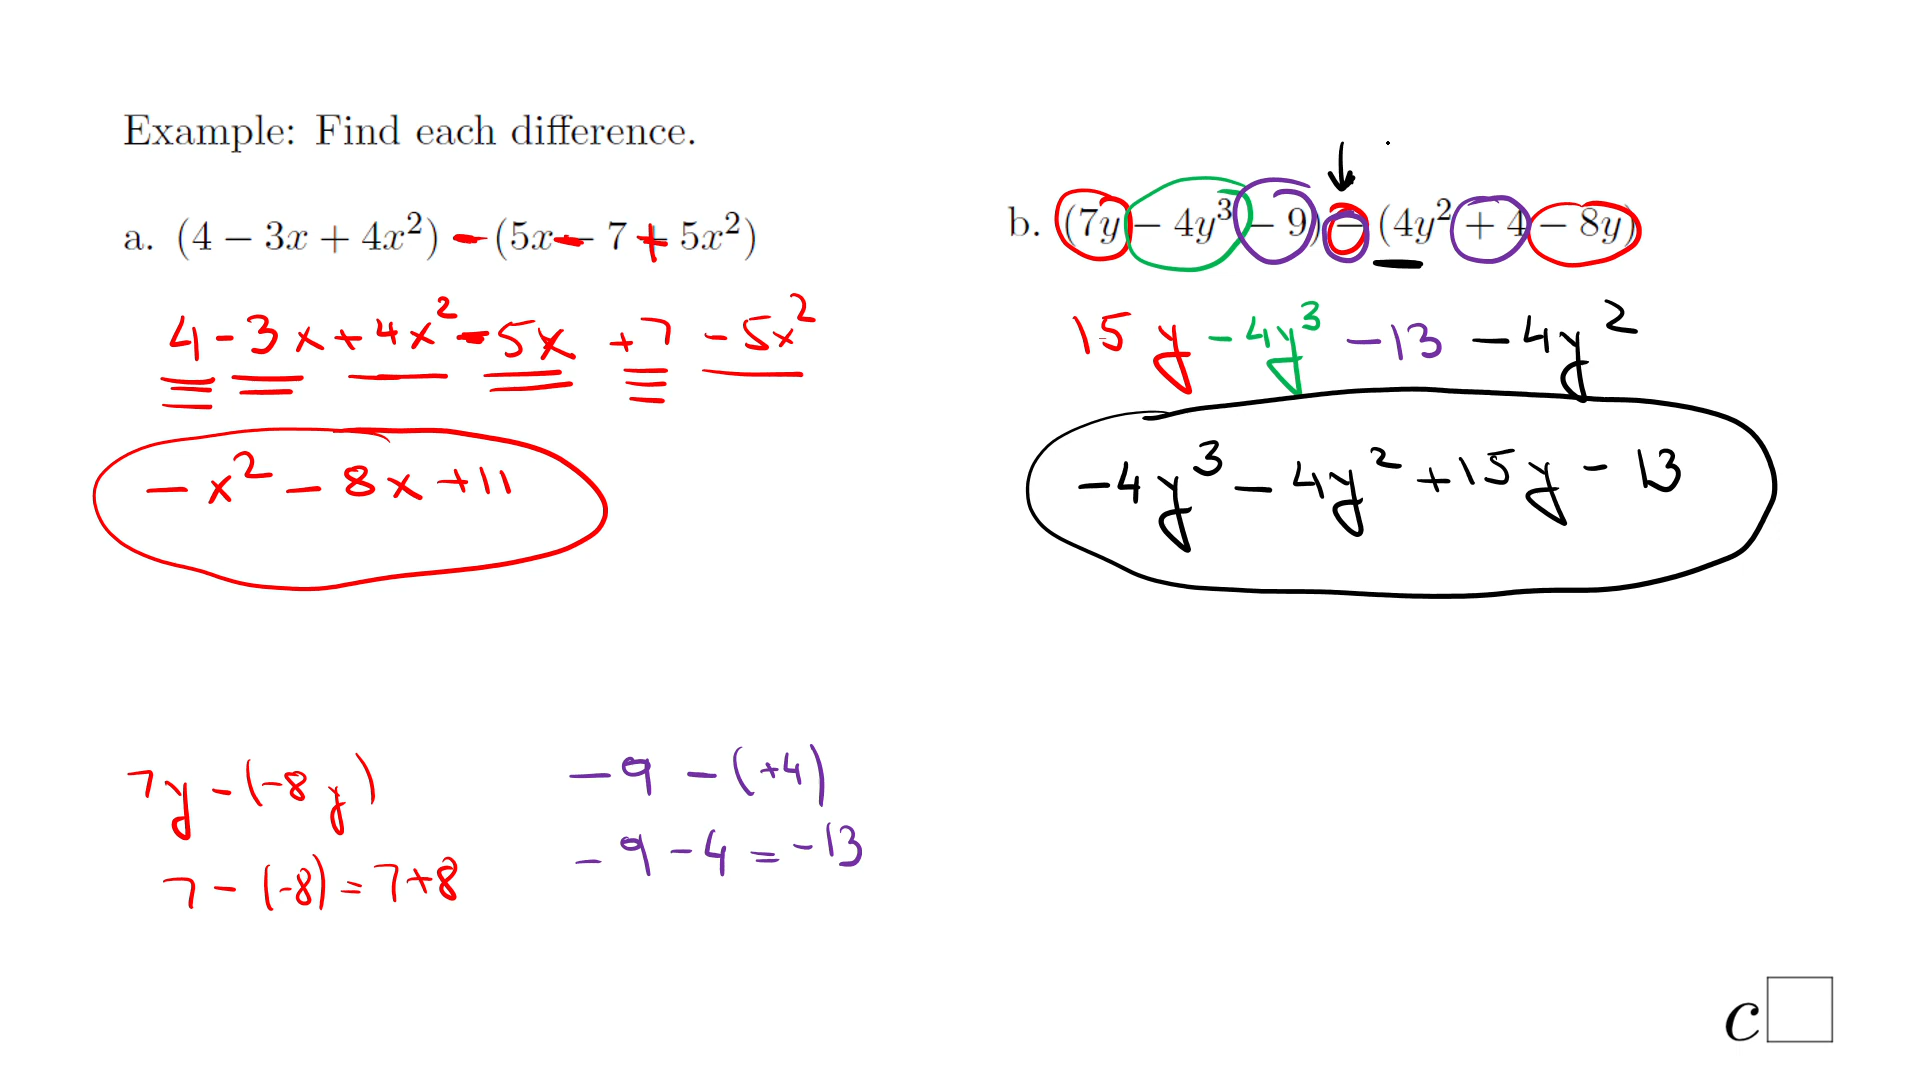 Example: Find each difference.
a. (4 − 3x + 4x²) − (5x − 7 + 5x²)
4 − 3x + 4x² − 5x + 7 − 5x²
− x² − 8x + 11
b. (7y − 4y³ − 9) − (4y² + 4 − 8y)
15y − 4y³ − 13 − 4y²
−4y³ − 4y² + 15y − 13
7y − (−8y)
7 − (−8) = 7+8
−9 − (+4)
−9 − 4 = −13
c